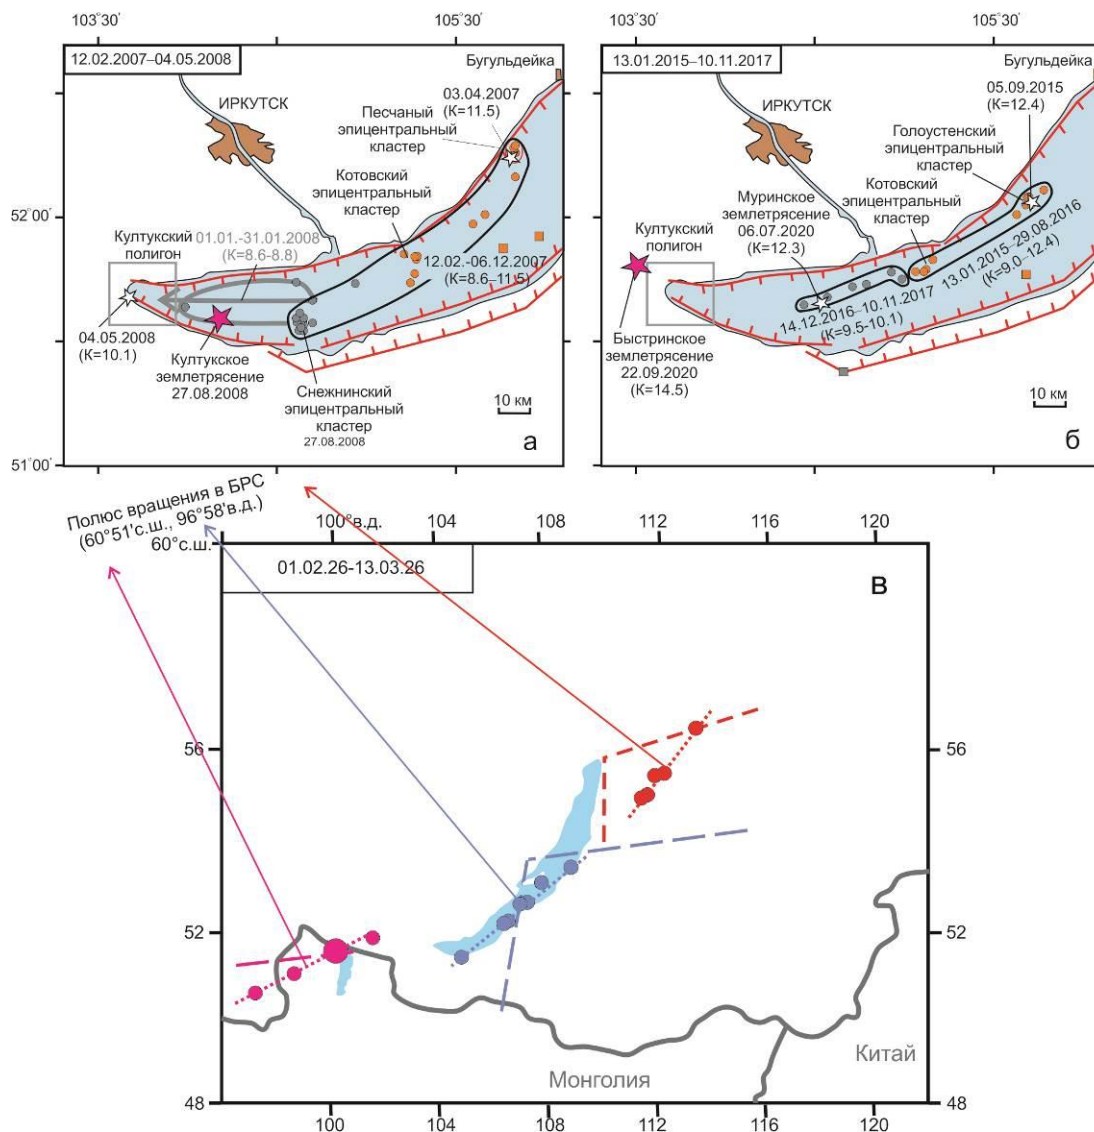 103°30'
105°30'
12.02.2007–04.05.2008
Бугульдейка
ИРКУТСК
03.04.2007
(К=11.5)
Песчаный
эпицентральный
кластер
Котовский
эпицентральный
кластер
52°00'
Култукский
полигон
01.01.-31.01.2008
(К=8.6-8.8)
12.02.-06.12.2007
(К=8.6–11.5)
04.05.2008
(К=10.1)
Култукское
землетрясение
27.08.2008
Снежнинский
эпицентральный
кластер
27.08.2008
10 км
а
51°00'
103°30'
105°30'
13.01.2015–10.11.2017
Бугульдейка
ИРКУТСК
05.09.2015
(К=12.4)
Голоустенский
эпицентральный
кластер
Котовский
эпицентральный
кластер
Муринское
землетрясение
06.07.2020
(К=12.3)
Култукский
полигон
13.01.2015–29.08.2016
(К=9.0–12.4)
14.12.2016–10.11.2017
(К=9.5-10.1)
Быстринское
землетрясение
22.09.2020
(К=14.5)
10 км
б
Полюс вращения в БРС
(60°51'с.ш., 96°58'в.д.)
100°в.д.
104
108
112
116
120
60°с.ш.
01.02.26-13.03.26
в
56
56
52
52
Китай
Монголия
48
48
100
104
108
112
116
120